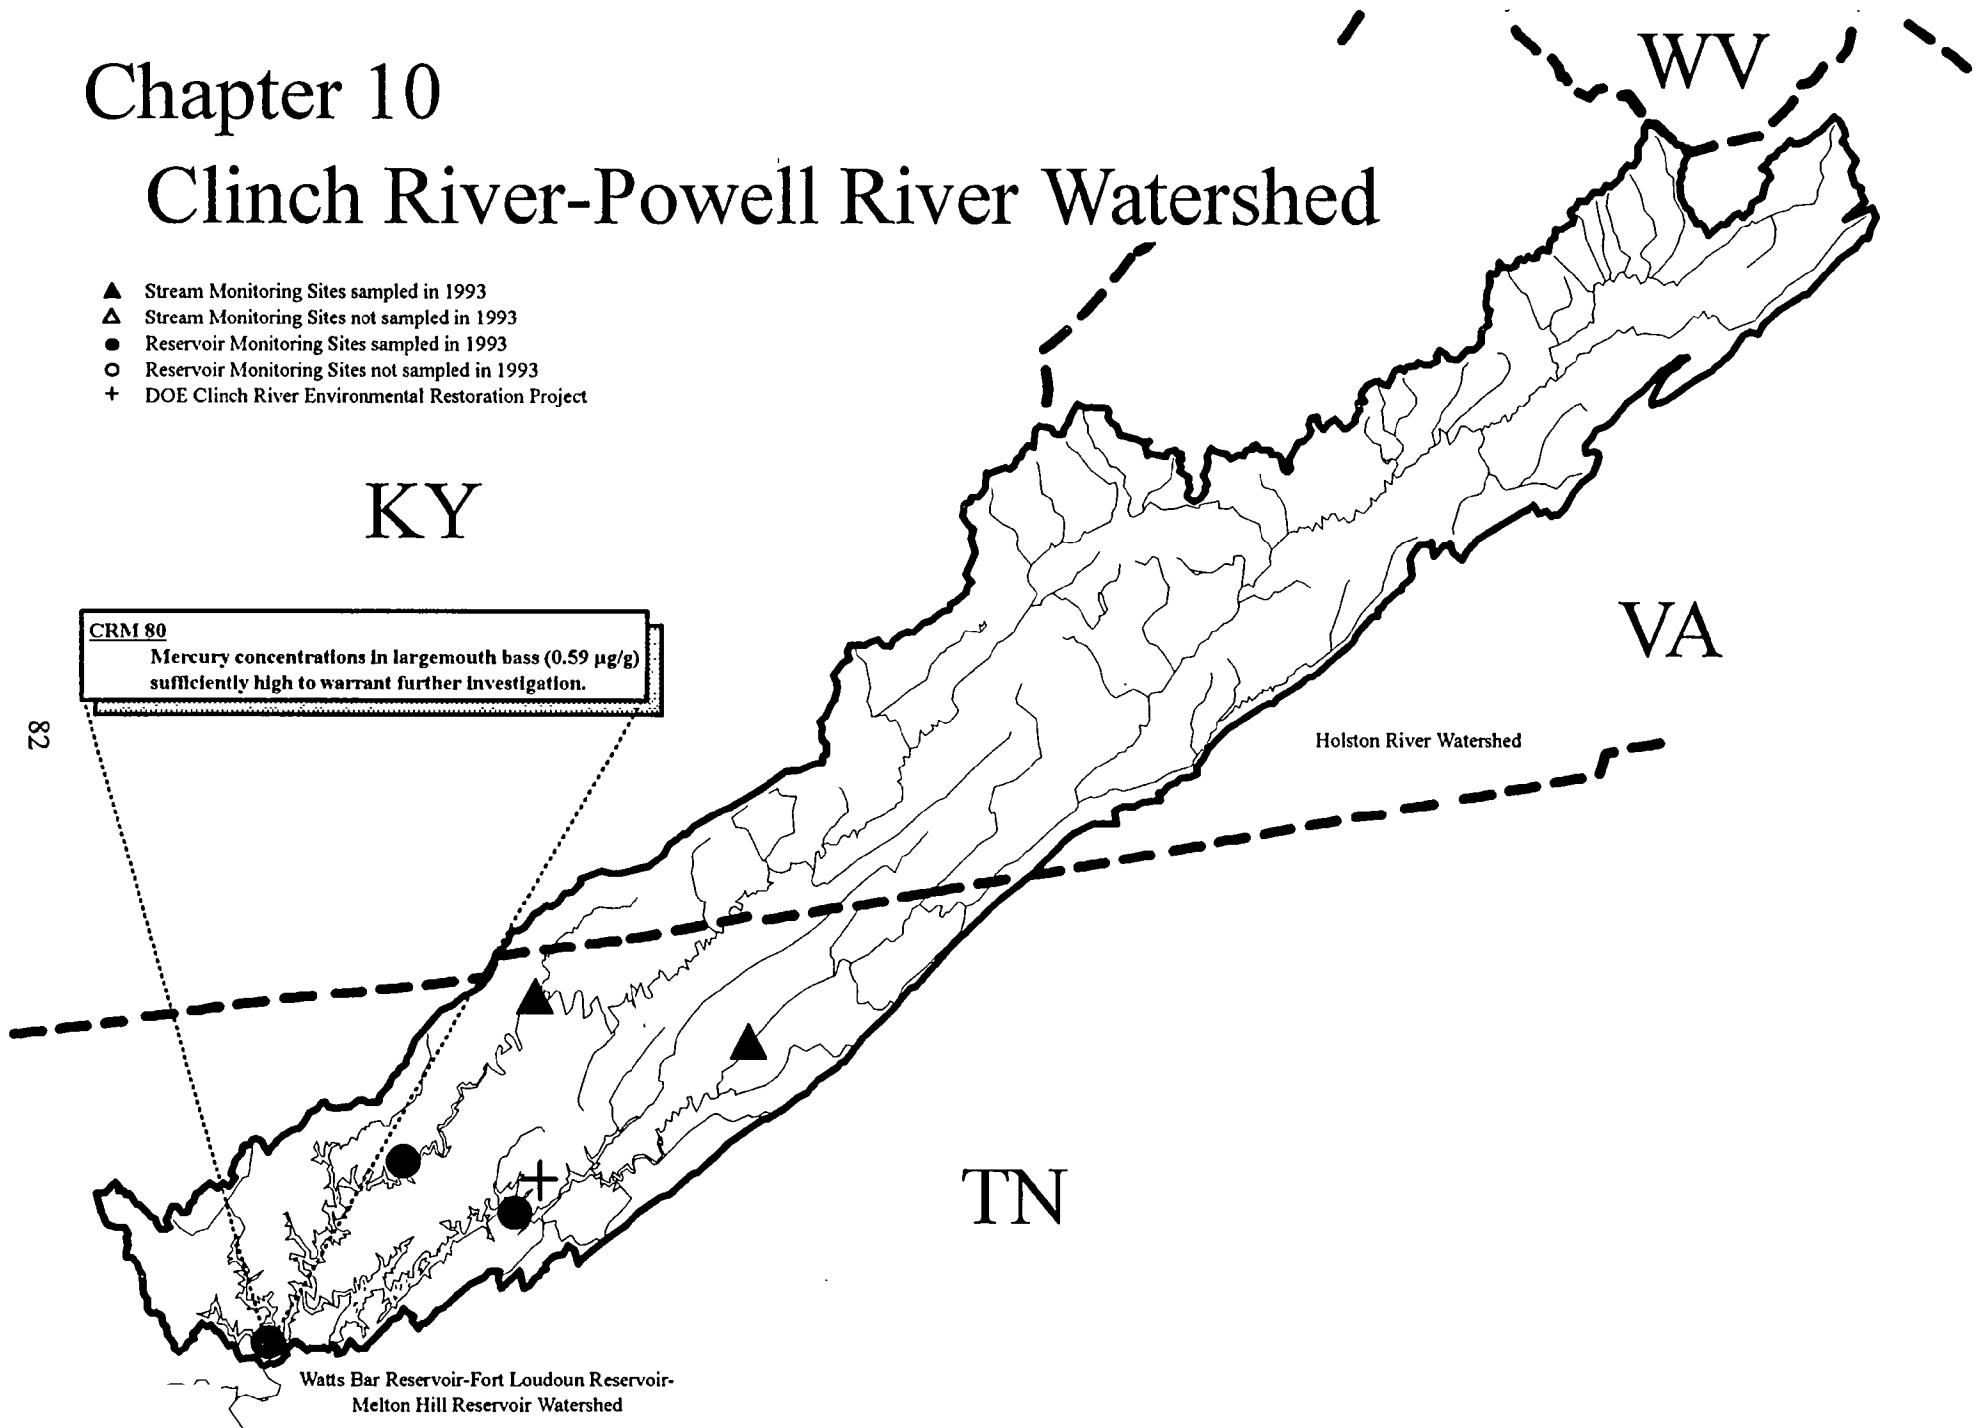 Chapter 10
Clinch River-Powell River Watershed
Stream Monitoring Sites sampled in 1993
Stream Monitoring Sites not sampled in 1993
Reservoir Monitoring Sites sampled in 1993
Reservoir Monitoring Sites not sampled in 1993
DOE Clinch River Environmental Restoration Project
WV
KY
VA
CRM 80
Mercury concentrations in largemouth bass (0.59 µg/g)
sufficiently high to warrant further investigation.
82
Holston River Watershed
TN
Watts Bar Reservoir-Fort Loudoun Reservoir-
Melton Hill Reservoir Watershed